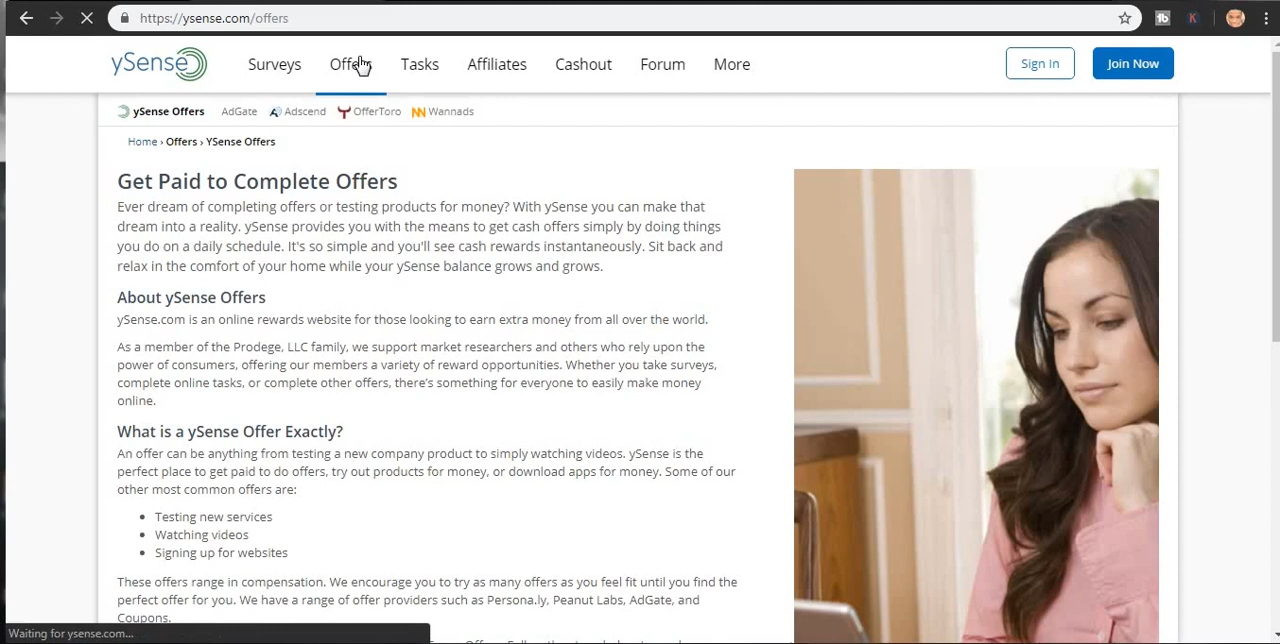 https://ysense.com/offers
ySense
Surveys Offers Tasks Affiliates Cashout Forum More Sign In Join Now
ySense Offers AdGate Adscend OfferToro Wannads
Home › Offers › YSense Offers
Get Paid to Complete Offers
Ever dream of completing offers or testing products for money? With ySense you can make that
dream into a reality. ySense provides you with the means to get cash offers simply by doing things
you do on a daily schedule. It's so simple and you'll see cash rewards instantaneously. Sit back and
relax in the comfort of your home while your ySense balance grows and grows.
About ySense Offers
ySense.com is an online rewards website for those looking to earn extra money from all over the world.
As a member of the Prodege, LLC family, we support market researchers and others who rely upon the
power of consumers, offering our members a variety of reward opportunities. Whether you take surveys,
complete online tasks, or complete other offers, there's something for everyone to easily make money
online.
What is a ySense Offer Exactly?
An offer can be anything from testing a new company product to simply watching videos. ySense is the
perfect place to get paid to do offers, try out products for money, or download apps for money. Some of our
other most common offers are:
• Testing new services
• Watching videos
• Signing up for websites
These offers range in compensation. We encourage you to try as many offers as you feel fit until you find the
perfect offer for you. We have a range of offer providers such as Persona.ly, Peanut Labs, AdGate, and
Coupons.
Waiting for ysense.com...